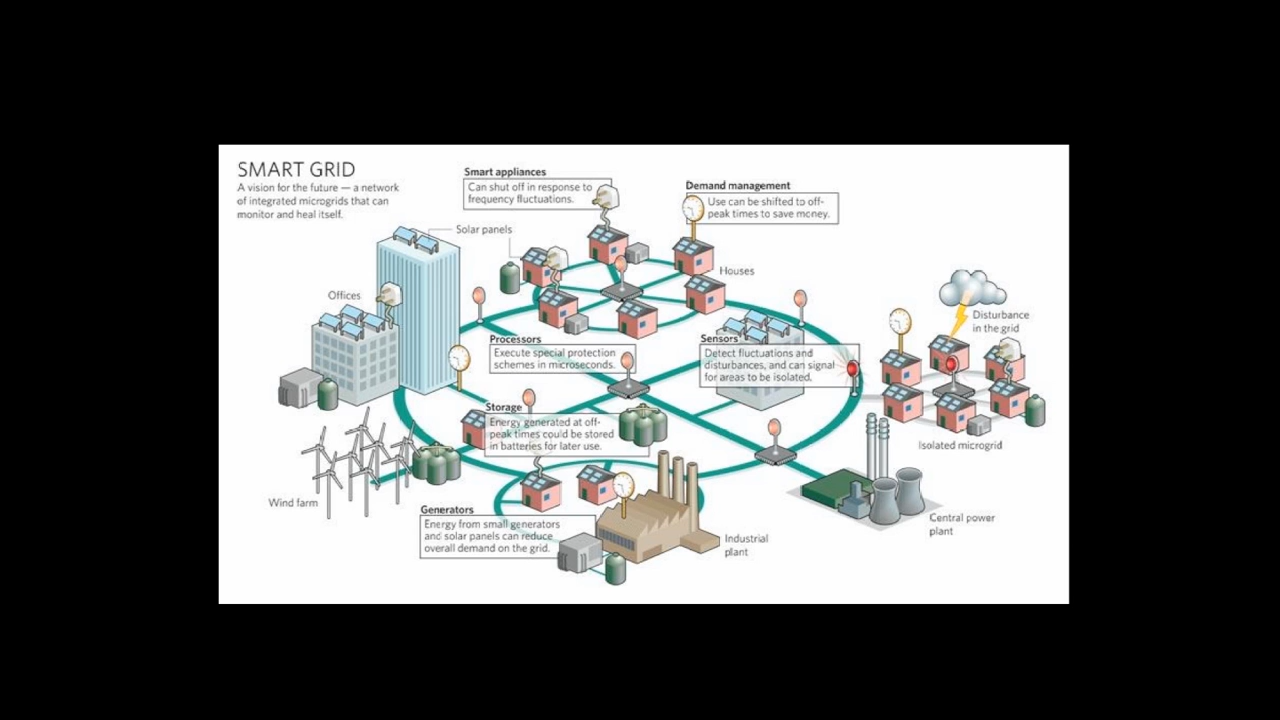 SMART GRID
A vision for the future — a network
of integrated microgrids that can
monitor and heal itself.
Smart appliances
Can shut off in response to
frequency fluctuations.
Demand management
Use can be shifted to off-
peak times to save money.
Solar panels
Houses
Offices
Disturbance
in the grid
Processors
Execute special protection
schemes in microseconds.
Sensors
Detect fluctuations and
disturbances, and can signal
for areas to be isolated.
Storage
Energy generated at off-
peak times could be stored
in batteries for later use.
Isolated microgrid
Wind farm
Generators
Energy from small generators
and solar panels can reduce
overall demand on the grid.
Industrial
plant
Central power
plant